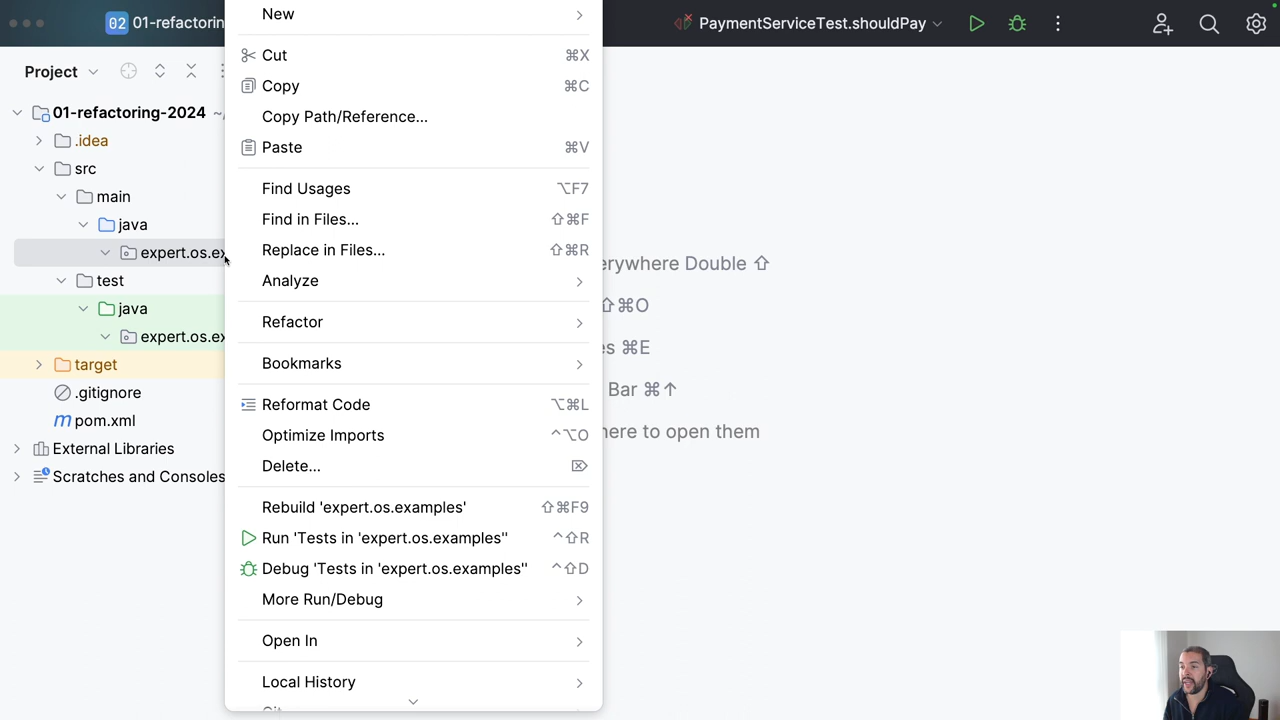 02 01-refactorin
PaymentServiceTest.shouldPay
Project
01-refactoring-2024 ~/
.idea
src
main
java
expert.os.ex
test
java
expert.os.ex
target
.gitignore
pom.xml
External Libraries
Scratches and Consoles
New
Cut ⌘X
Copy ⌘C
Copy Path/Reference...
Paste ⌘V
Find Usages ⌥F7
Find in Files... ⇧⌘F
Replace in Files... ⇧⌘R
Analyze
Refactor
Bookmarks
Reformat Code ⌥⌘L
Optimize Imports ^⌥O
Delete... ⌦
Rebuild 'expert.os.examples' ⇧⌘F9
Run 'Tests in 'expert.os.examples'' ^⇧R
Debug 'Tests in 'expert.os.examples'' ^⇧D
More Run/Debug
Open In
Local History
erywhere Double ⇧
⇧⌘O
es ⌘E
Bar ⌘↑
here to open them